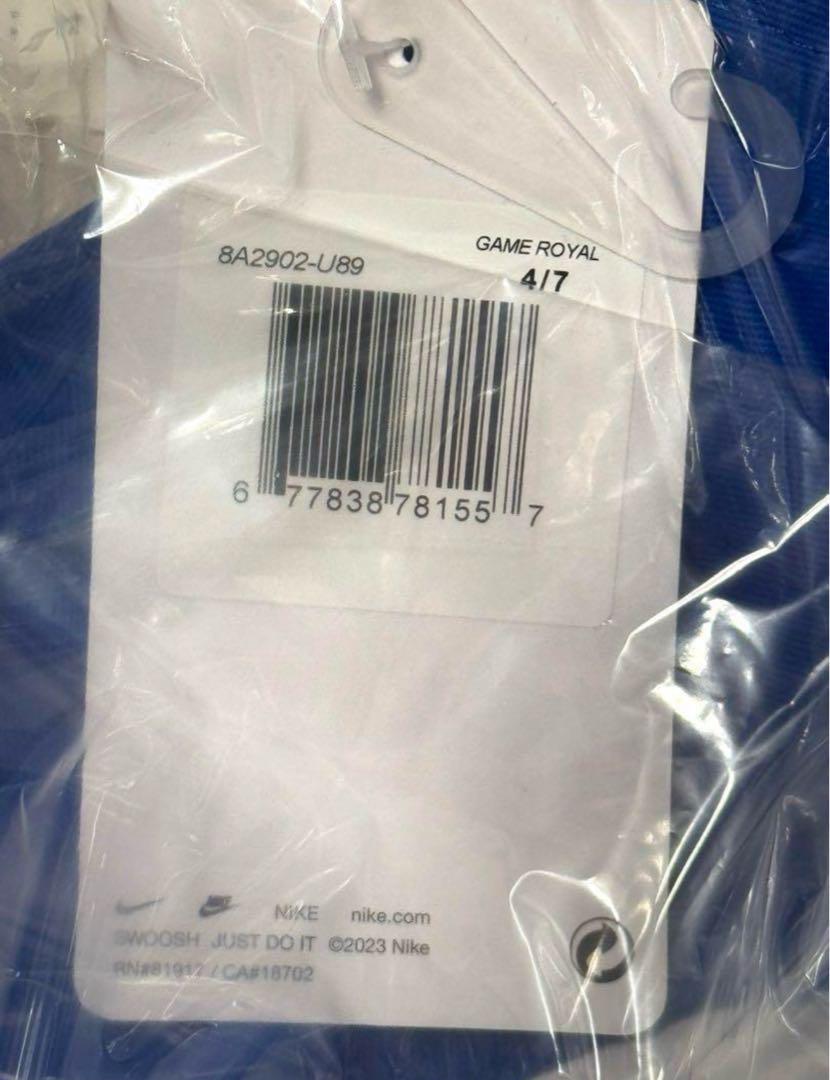 8A2902-U89
GAME ROYAL
4/7
6 77838 78155 7
NIKE nike.com
SWOOSH JUST DO IT ©2023 Nike
RN#81917 / CA#18702